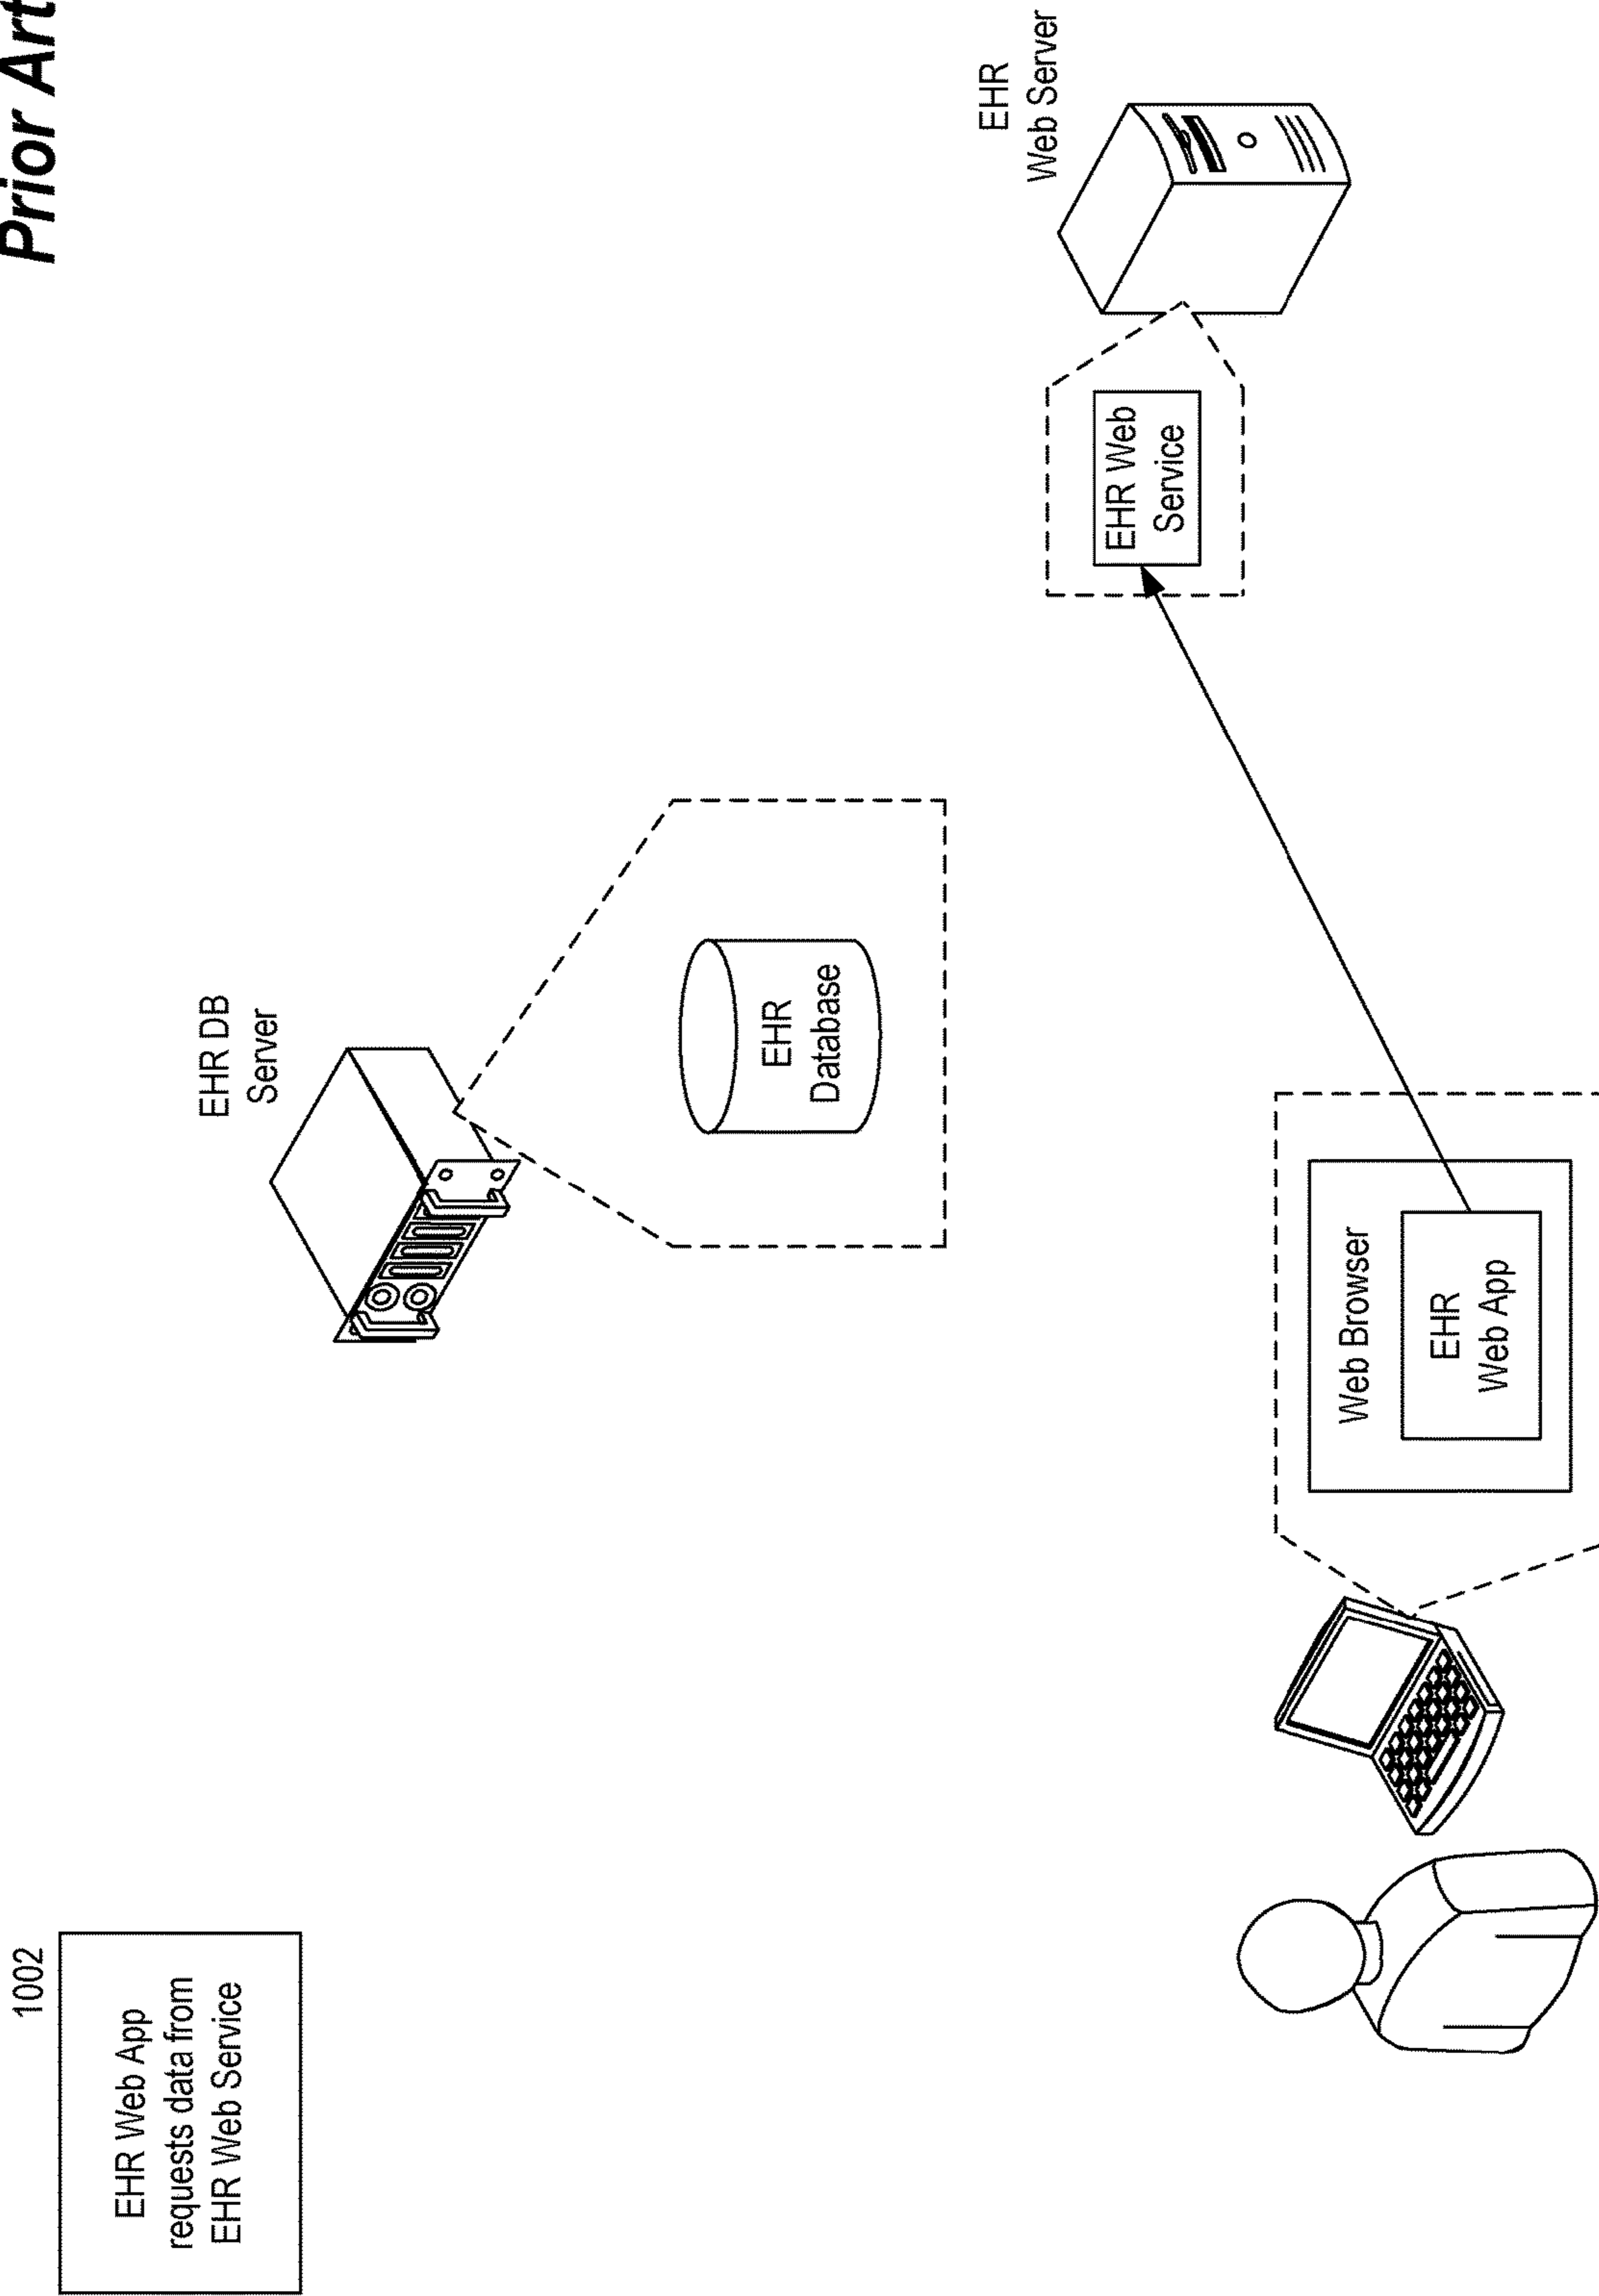 Prior Art
1002
EHR Web App
requests data from
EHR Web Service
EHR DB
Server
EHR
Database
EHR
Web Server
EHR Web
Service
Web Browser
EHR
Web App